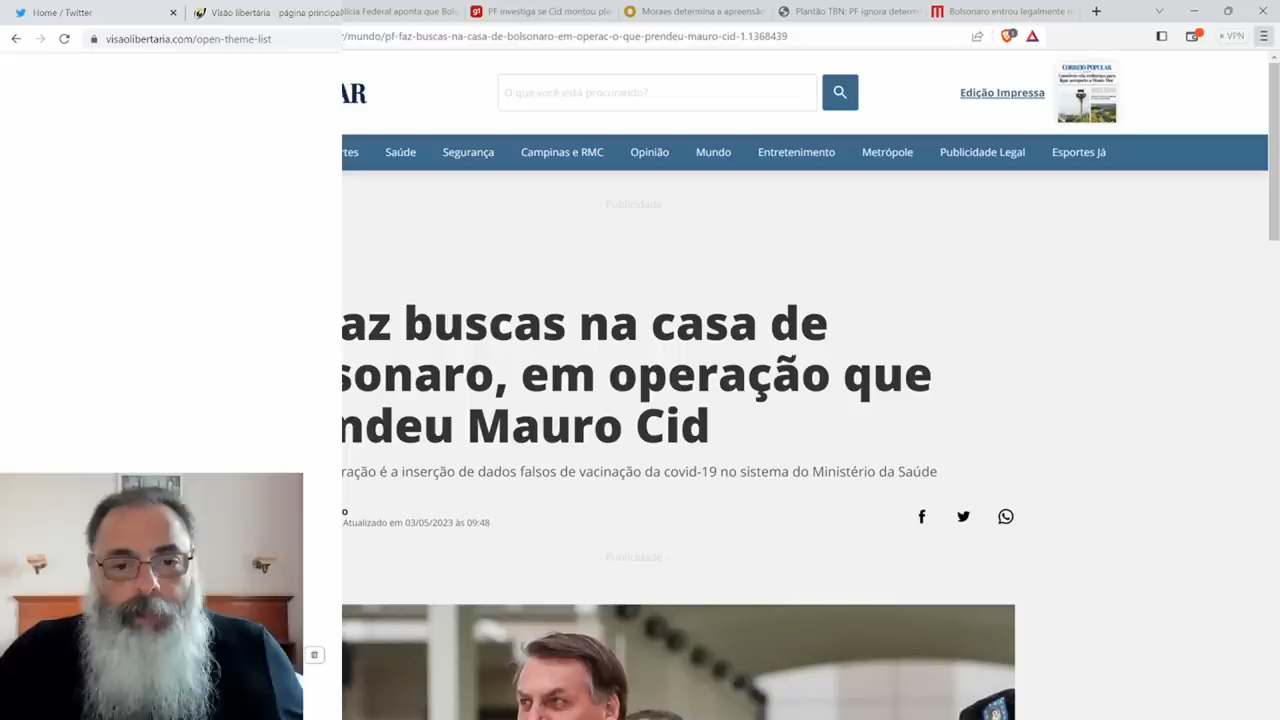 Home / Twitter
Visão libertária - página principa
olícia Federal aponta que Bols
g1 PF investiga se Cid montou pla
Moraes determina a apreensão
Plantão TBN: PF ignora determ
Bolsonaro entrou legalmente n
visaolibertaria.com/open-theme-list
r/mundo/pf-faz-buscas-na-casa-de-bolsonaro-em-operac-o-que-prendeu-mauro-cid-1.1368439
VPN
AR
O que você está procurando?
Edição Impressa
CORREIO POPULAR
rtes Saúde Segurança Campinas e RMC Opinião Mundo Entretenimento Metrópole Publicidade Legal Esportes Já
- Publicidade -
az buscas na casa de
sonaro, em operação que
ndeu Mauro Cid
ração é a inserção de dados falsos de vacinação da covid-19 no sistema do Ministério da Saúde
o
Atualizado em 03/05/2023 às 09:48
- Publicidade -